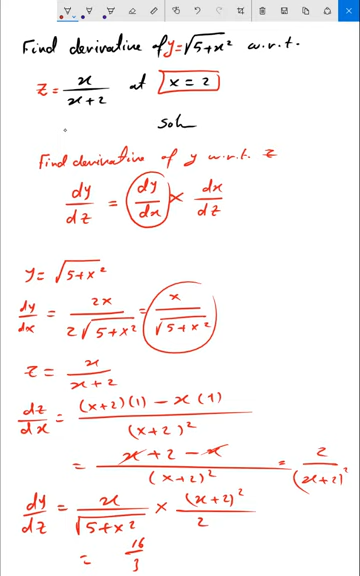 Find derivative of y=√5+x² w.r.t.
z = x/x+2 at x = 2
soln
Find derivative of y w.r.t. z
dy/dz = dy/dx × dx/dz
y = √5+x²
dy/dx = 2x/2√5+x² = x/√5+x²
z = x/x+2
dz/dx = (x+2)(1) - x(1)/(x+2)²
= x+2-x/(x+2)² = 2/(x+2)²
dy/dz = x/√5+x² × (x+2)²/2
= 16/3